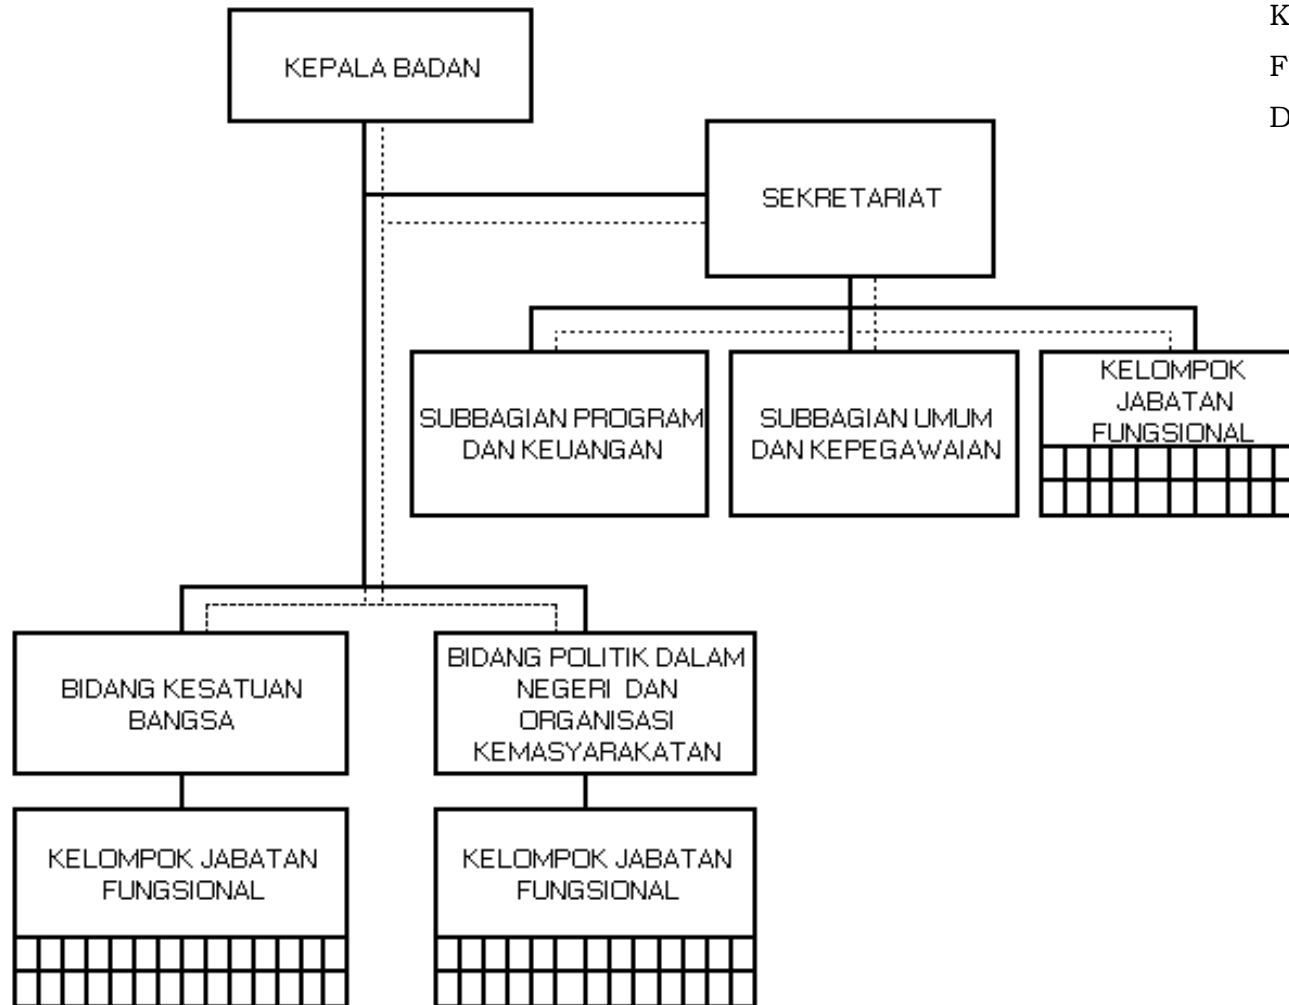 KEPALA BADAN
SEKRETARIAT
SUBBAGIAN PROGRAM
DAN KEUANGAN
SUBBAGIAN UMUM
DAN KEPEGAWAIAN
KELOMPOK
JABATAN
FUNGSIONAL
BIDANG KESATUAN
BANGSA
BIDANG POLITIK DALAM
NEGERI DAN
ORGANISASI
KEMASYARAKATAN
KELOMPOK JABATAN
FUNGSIONAL
KELOMPOK JABATAN
FUNGSIONAL